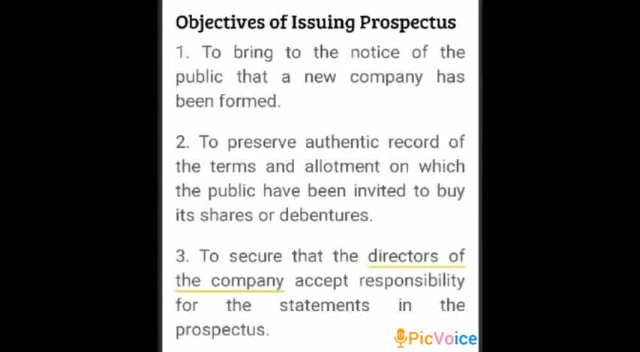 Objectives of Issuing Prospectus
1. To bring to the notice of the
public that a new company has
been formed.
2. To preserve authentic record of
the terms and allotment on which
the public have been invited to buy
its shares or debentures.
3. To secure that the directors of
the company accept responsibility
for the statements in the
prospectus.
PicVoice